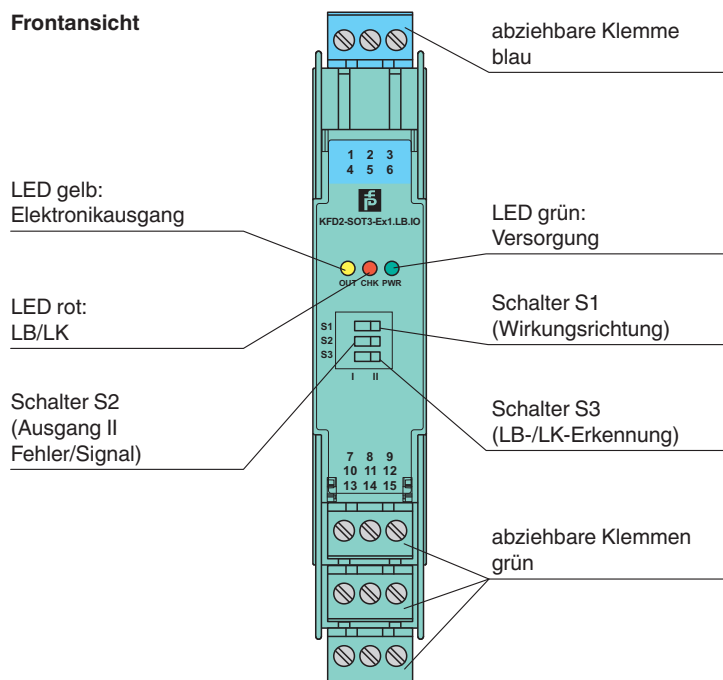 Frontansicht
abziehbare Klemme
blau
1 2 3
4 5 6
LED gelb:
Elektronikausgang
KFD2-SOT3-Ex1.LB.IO
LED grün:
Versorgung
OUT CHK PWR
LED rot:
LB/LK
Schalter S1
(Wirkungsrichtung)
S1
S2
S3
I II
Schalter S2
(Ausgang II
Fehler/Signal)
Schalter S3
(LB-/LK-Erkennung)
7 8 9
10 11 12
13 14 15
abziehbare Klemmen
grün